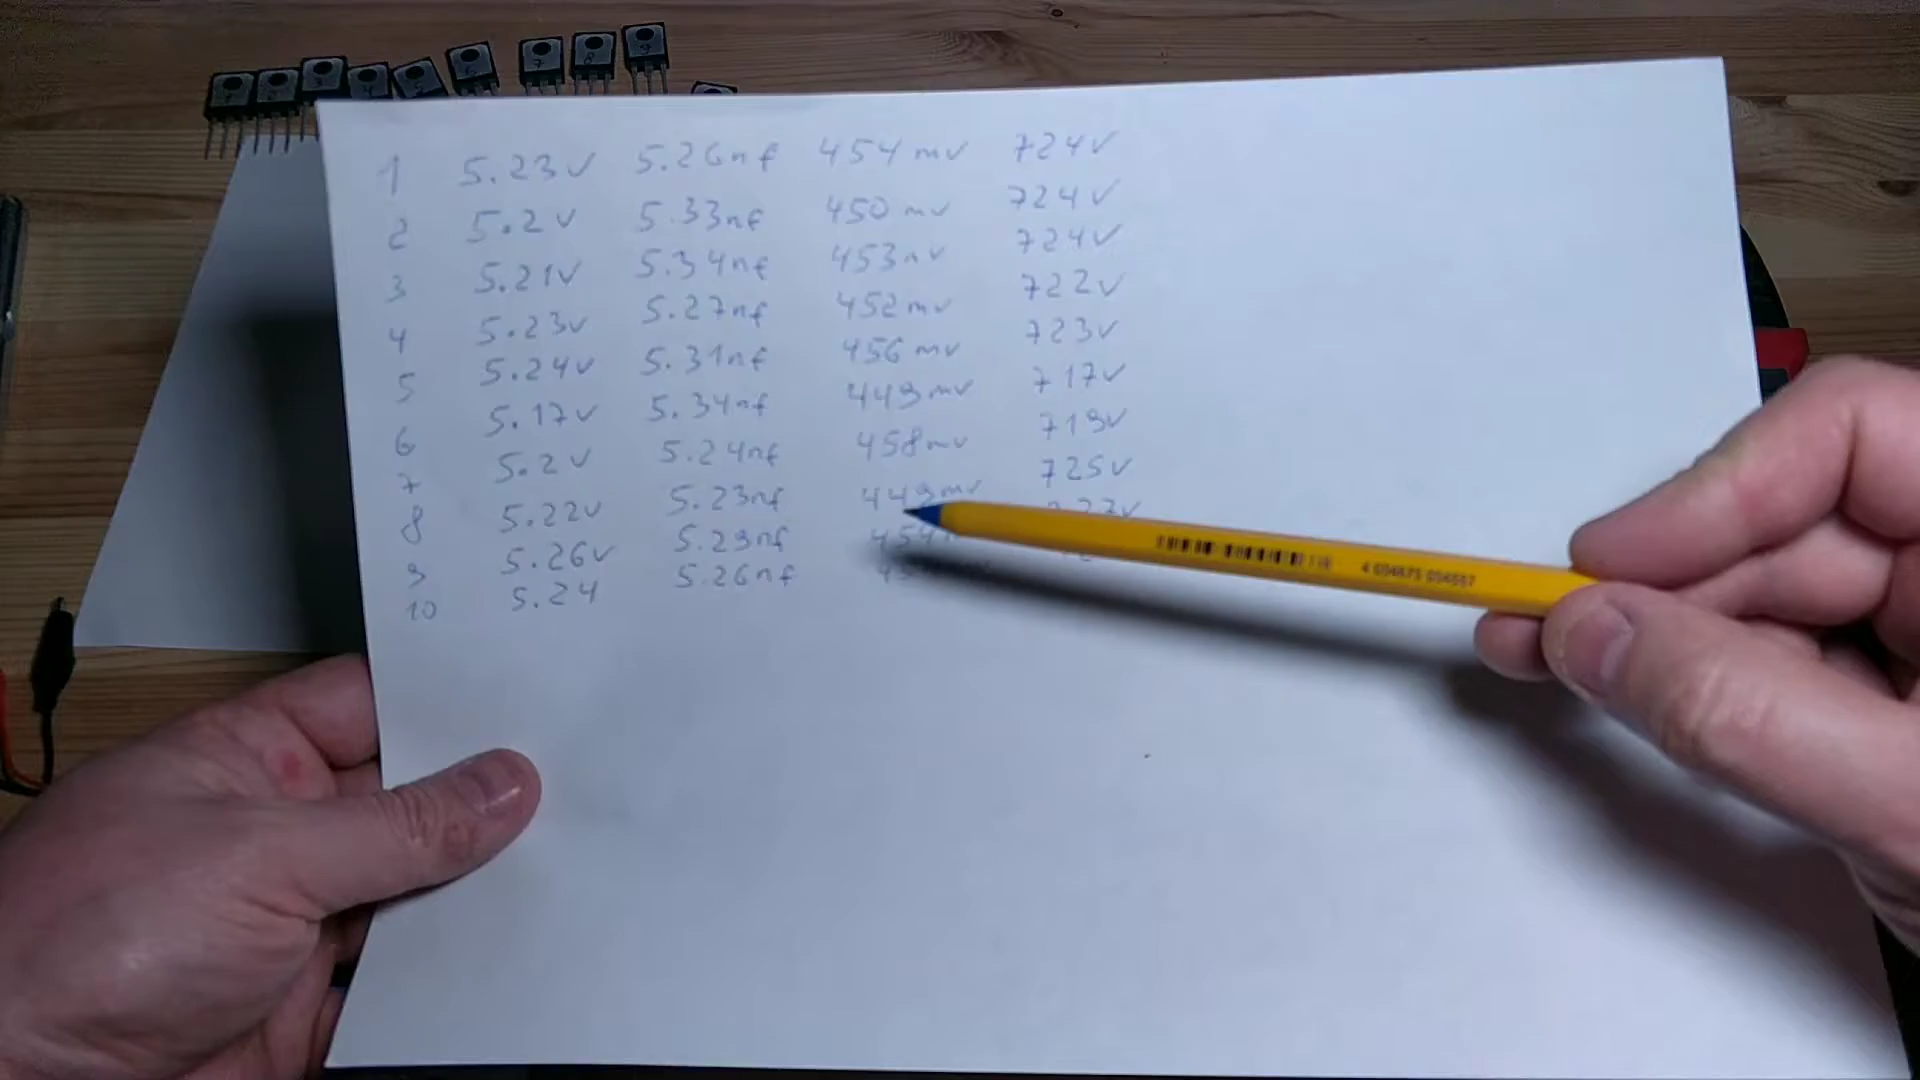 1 5.23v 5.26nf 454mv 724v
2 5.2v 5.33nf 450mv 724v
3 5.21v 5.34nf 453nv 724v
4 5.23v 5.27nf 452mv 722v
5 5.24v 5.31nf 456mv 723v
6 5.17v 5.34nf 449mv 717v
7 5.2v 5.24nf 458mv 719v
8 5.22v 5.23nf 449mv 725v
9 5.26v 5.29nf
10 5.24 5.26nf